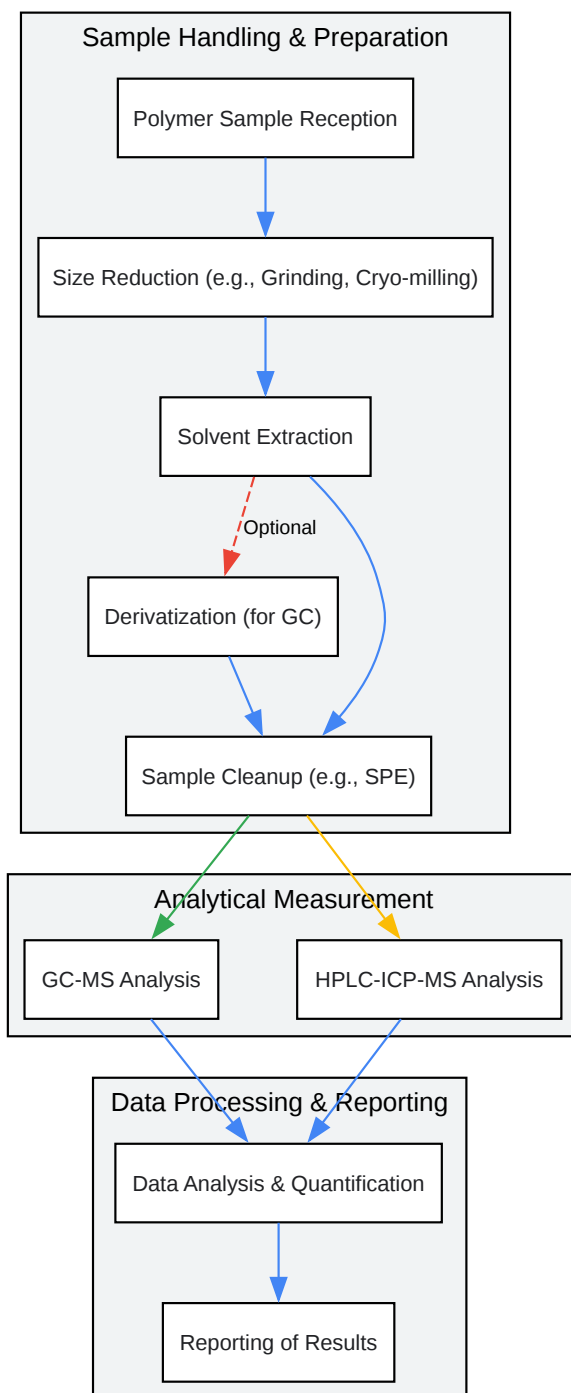 Sample Handling & Preparation
Polymer Sample Reception
Size Reduction (e.g., Grinding, Cryo-milling)
Solvent Extraction
Optional
Derivatization (for GC)
Sample Cleanup (e.g., SPE)
Analytical Measurement
GC-MS Analysis
HPLC-ICP-MS Analysis
Data Processing & Reporting
Data Analysis & Quantification
Reporting of Results